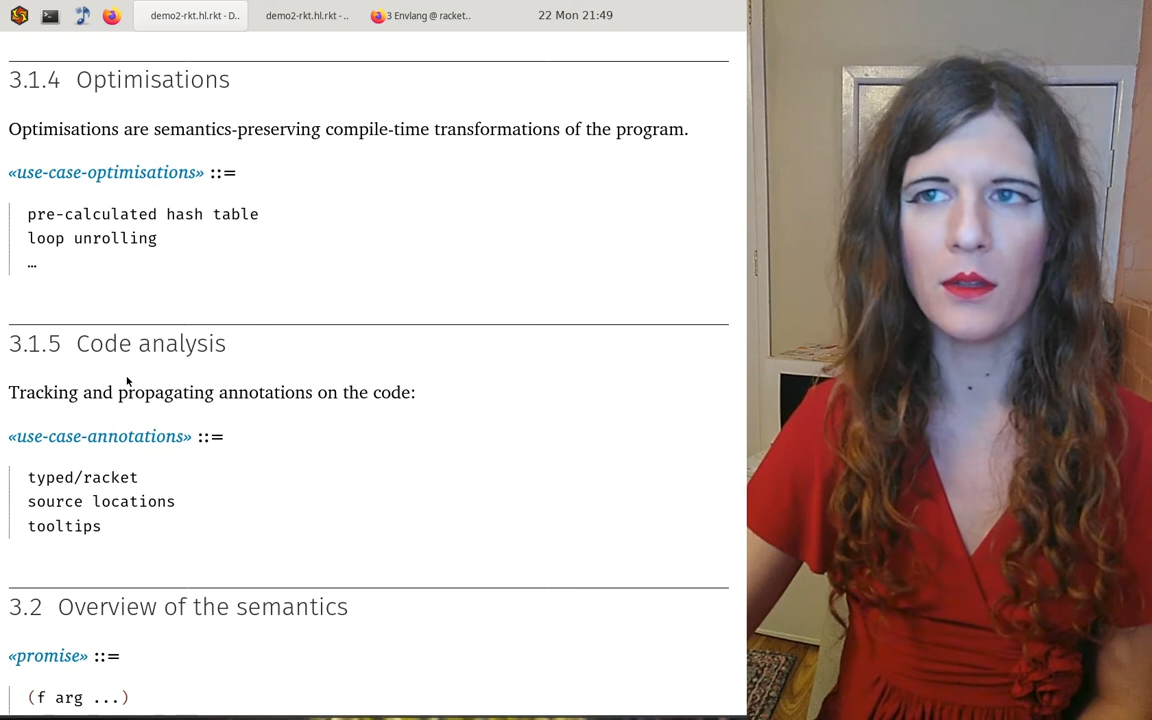 demo2-rkt.hl.rkt - D..
demo2-rkt.hl.rkt - ..
3 Envlang @ racket..
22 Mon 21:49
3.1.4 Optimisations
Optimisations are semantics-preserving compile-time transformations of the program.
«use-case-optimisations» ::=
pre-calculated hash table
loop unrolling
…
3.1.5 Code analysis
Tracking and propagating annotations on the code:
«use-case-annotations» ::=
typed/racket
source locations
tooltips
3.2 Overview of the semantics
«promise» ::=
(f arg ...)